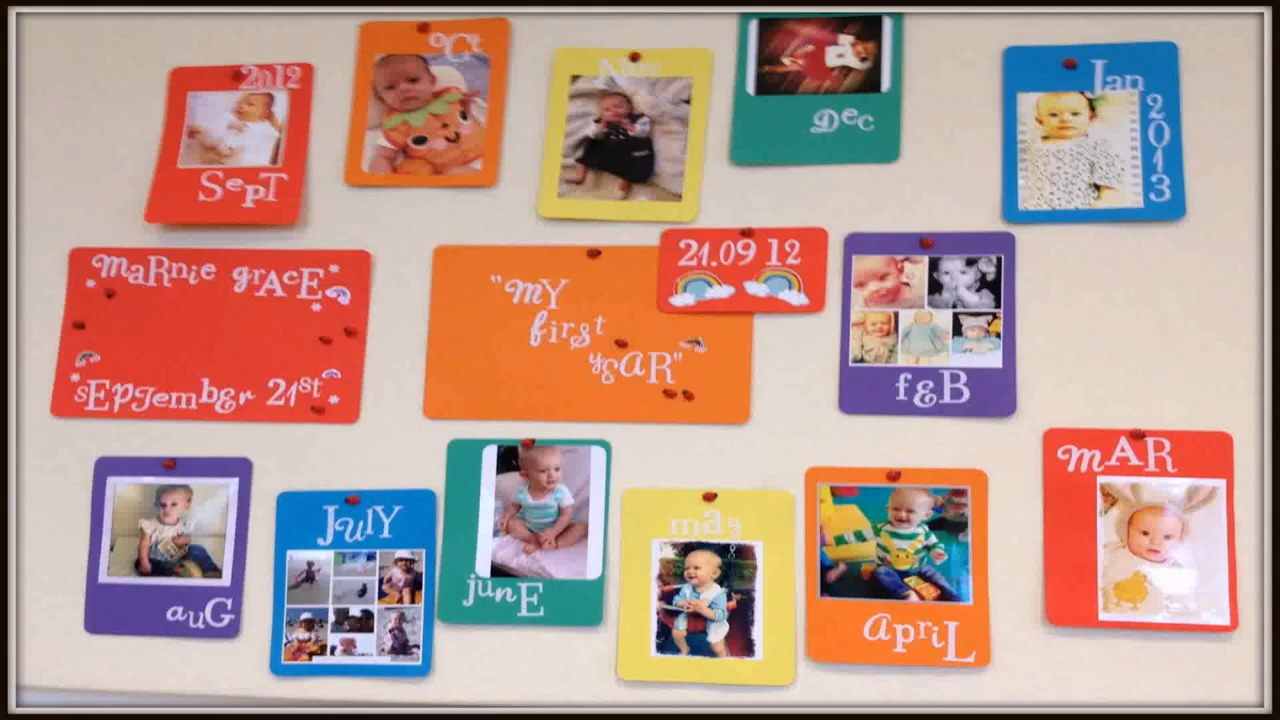 2012
SepT
OCt
Nov
Dec
Jan
2013
maRnie grAcE
sEpTember 21st
"mY
first
yeAR"
21.09 12
fEB
mAR
ApriL
may
junE
JulY
auG